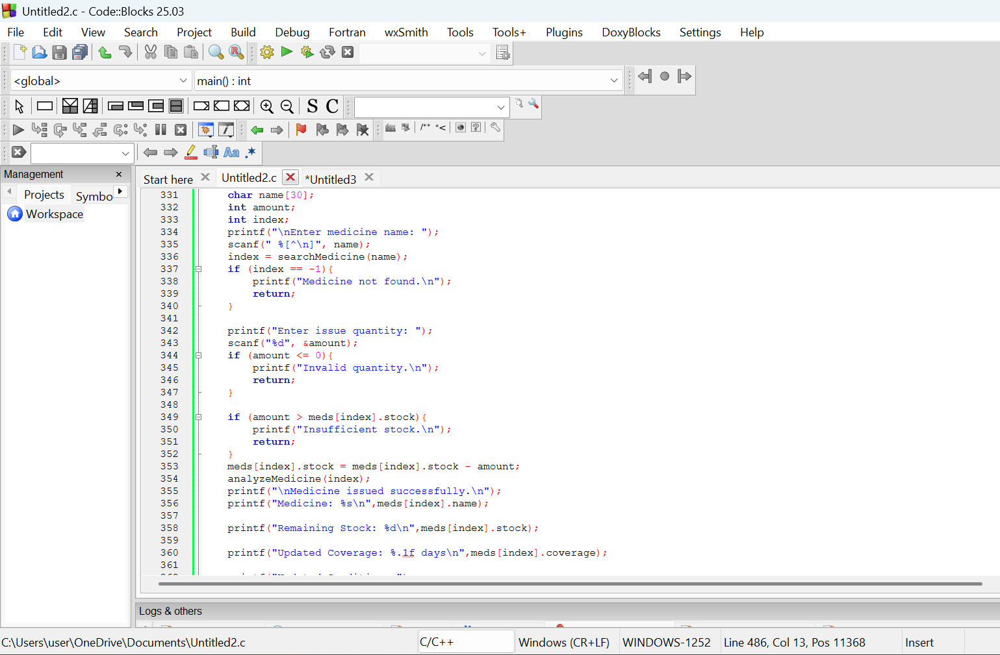 Untitled2.c - Code::Blocks 25.03
File Edit View Search Project Build Debug Fortran wxSmith Tools Tools+ Plugins DoxyBlocks Settings Help
<global> main() : int
S C
/** *<
Aa .*
Management
Projects Symbo
Workspace
Start here Untitled2.c *Untitled3
331 char name[30];
332 int amount;
333 int index;
334 printf("\nEnter medicine name: ");
335 scanf(" %[^\n]", name);
336 index = searchMedicine(name);
337 if (index == -1){
338 printf("Medicine not found.\n");
339 return;
340 }
341
342 printf("Enter issue quantity: ");
343 scanf("%d", &amount);
344 if (amount <= 0){
345 printf("Invalid quantity.\n");
346 return;
347 }
348
349 if (amount > meds[index].stock){
350 printf("Insufficient stock.\n");
351 return;
352 }
353 meds[index].stock = meds[index].stock - amount;
354 analyzeMedicine(index);
355 printf("\nMedicine issued successfully.\n");
356 printf("Medicine: %s\n",meds[index].name);
357
358 printf("Remaining Stock: %d\n",meds[index].stock);
359
360 printf("Updated Coverage: %.1f days\n",meds[index].coverage);
361
Logs & others
C:\Users\user\OneDrive\Documents\Untitled2.c C/C++ Windows (CR+LF) WINDOWS-1252 Line 486, Col 13, Pos 11368 Insert